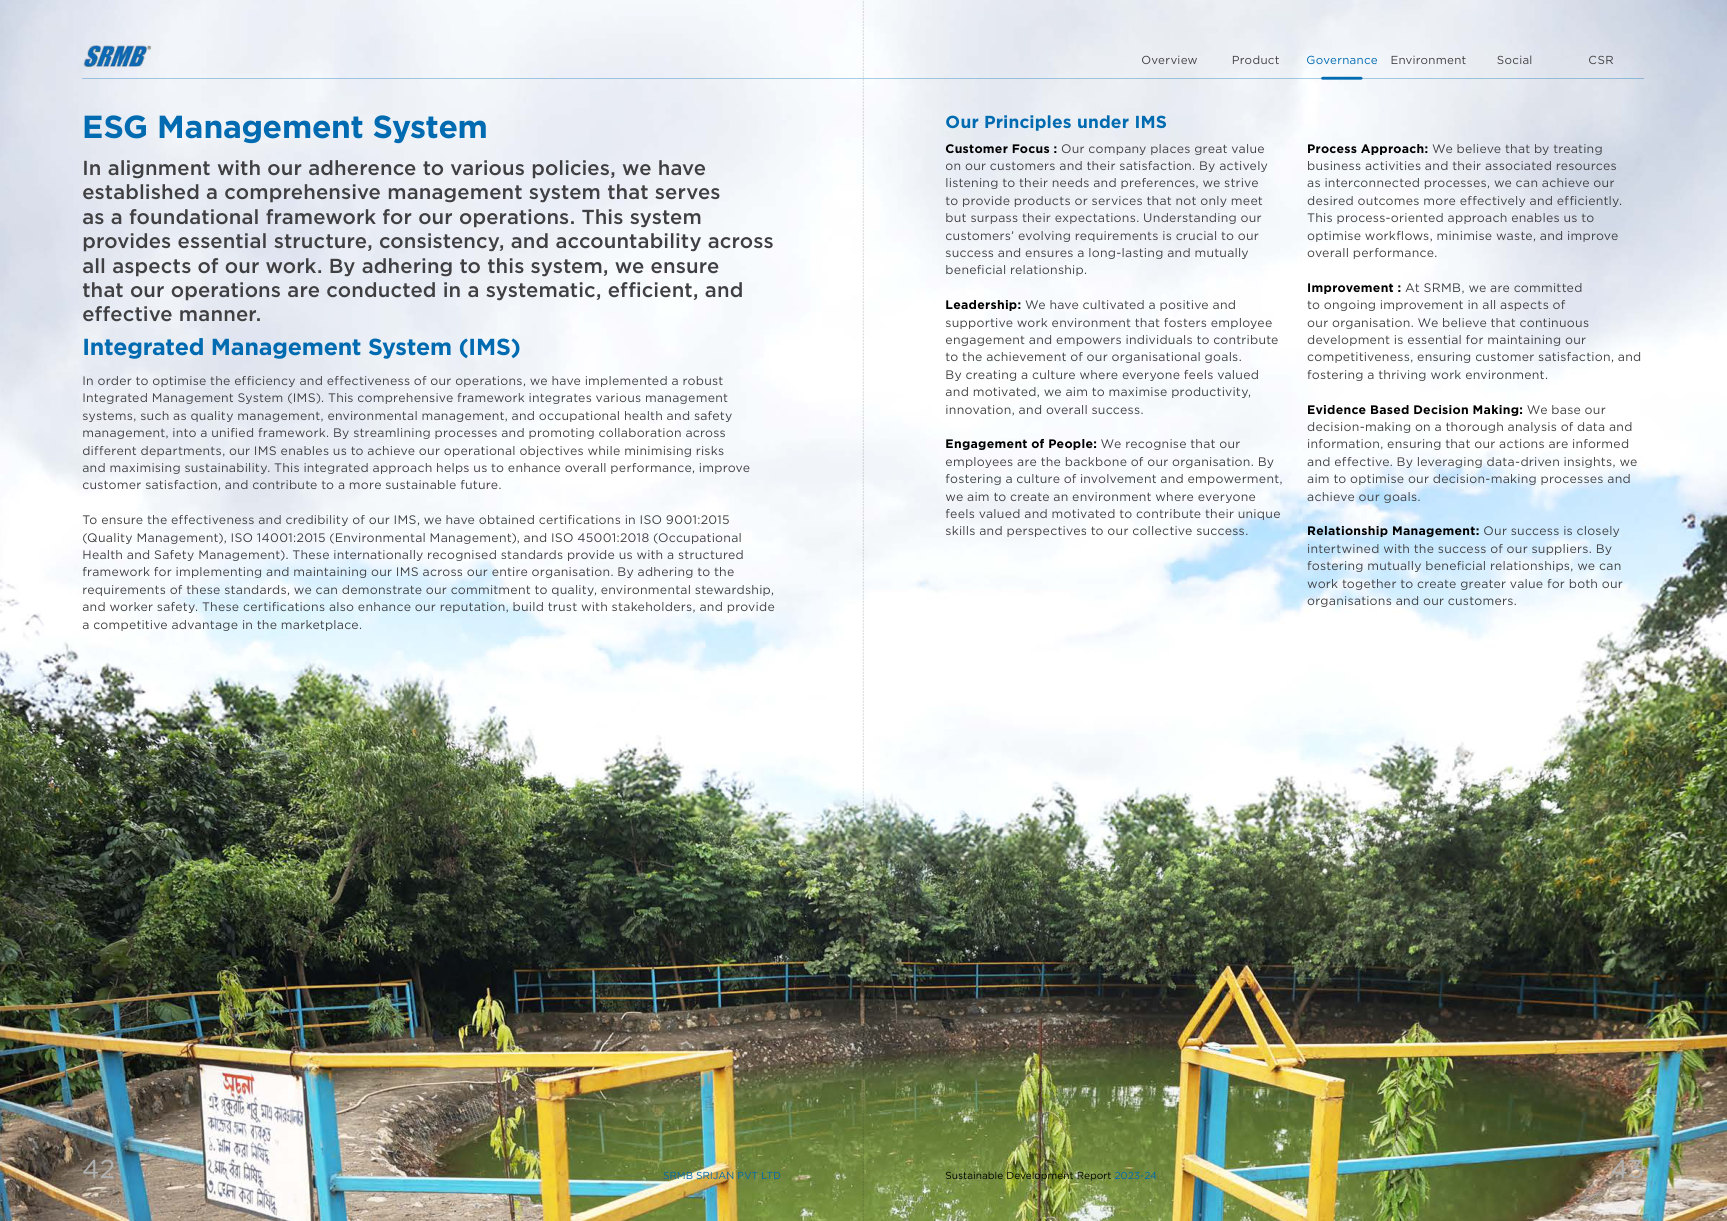 SRMB
Overview Product Governance Environment Social CSR
ESG Management System
In alignment with our adherence to various policies, we have
established a comprehensive management system that serves
as a foundational framework for our operations. This system
provides essential structure, consistency, and accountability across
all aspects of our work. By adhering to this system, we ensure
that our operations are conducted in a systematic, efficient, and
effective manner.
Integrated Management System (IMS)
In order to optimise the efficiency and effectiveness of our operations, we have implemented a robust
Integrated Management System (IMS). This comprehensive framework integrates various management
systems, such as quality management, environmental management, and occupational health and safety
management, into a unified framework. By streamlining processes and promoting collaboration across
different departments, our IMS enables us to achieve our operational objectives while minimising risks
and maximising sustainability. This integrated approach helps us to enhance overall performance, improve
customer satisfaction, and contribute to a more sustainable future.
To ensure the effectiveness and credibility of our IMS, we have obtained certifications in ISO 9001:2015
(Quality Management), ISO 14001:2015 (Environmental Management), and ISO 45001:2018 (Occupational
Health and Safety Management). These internationally recognised standards provide us with a structured
framework for implementing and maintaining our IMS across our entire organisation. By adhering to the
requirements of these standards, we can demonstrate our commitment to quality, environmental stewardship,
and worker safety. These certifications also enhance our reputation, build trust with stakeholders, and provide
a competitive advantage in the marketplace.
Our Principles under IMS
Customer Focus : Our company places great value
on our customers and their satisfaction. By actively
listening to their needs and preferences, we strive
to provide products or services that not only meet
but surpass their expectations. Understanding our
customers’ evolving requirements is crucial to our
success and ensures a long-lasting and mutually
beneficial relationship.
Leadership: We have cultivated a positive and
supportive work environment that fosters employee
engagement and empowers individuals to contribute
to the achievement of our organisational goals.
By creating a culture where everyone feels valued
and motivated, we aim to maximise productivity,
innovation, and overall success.
Engagement of People: We recognise that our
employees are the backbone of our organisation. By
fostering a culture of involvement and empowerment,
we aim to create an environment where everyone
feels valued and motivated to contribute their unique
skills and perspectives to our collective success.
Process Approach: We believe that by treating
business activities and their associated resources
as interconnected processes, we can achieve our
desired outcomes more effectively and efficiently.
This process-oriented approach enables us to
optimise workflows, minimise waste, and improve
overall performance.
Improvement : At SRMB, we are committed
to ongoing improvement in all aspects of
our organisation. We believe that continuous
development is essential for maintaining our
competitiveness, ensuring customer satisfaction, and
fostering a thriving work environment.
Evidence Based Decision Making: We base our
decision-making on a thorough analysis of data and
information, ensuring that our actions are informed
and effective. By leveraging data-driven insights, we
aim to optimise our decision-making processes and
achieve our goals.
Relationship Management: Our success is closely
intertwined with the success of our suppliers. By
fostering mutually beneficial relationships, we can
work together to create greater value for both our
organisations and our customers.
এই পুকুরটি শুধু মাত্র কারখানার
কাজের জন্য ব্যবহৃত
১. স্নান করা নিষিদ্ধ
২. মাছ ধরা নিষিদ্ধ
৩. খেলা করা নিষিদ্ধ
42
SRMB SRIJAN PVT LTD
Sustainable Development Report 2023-24